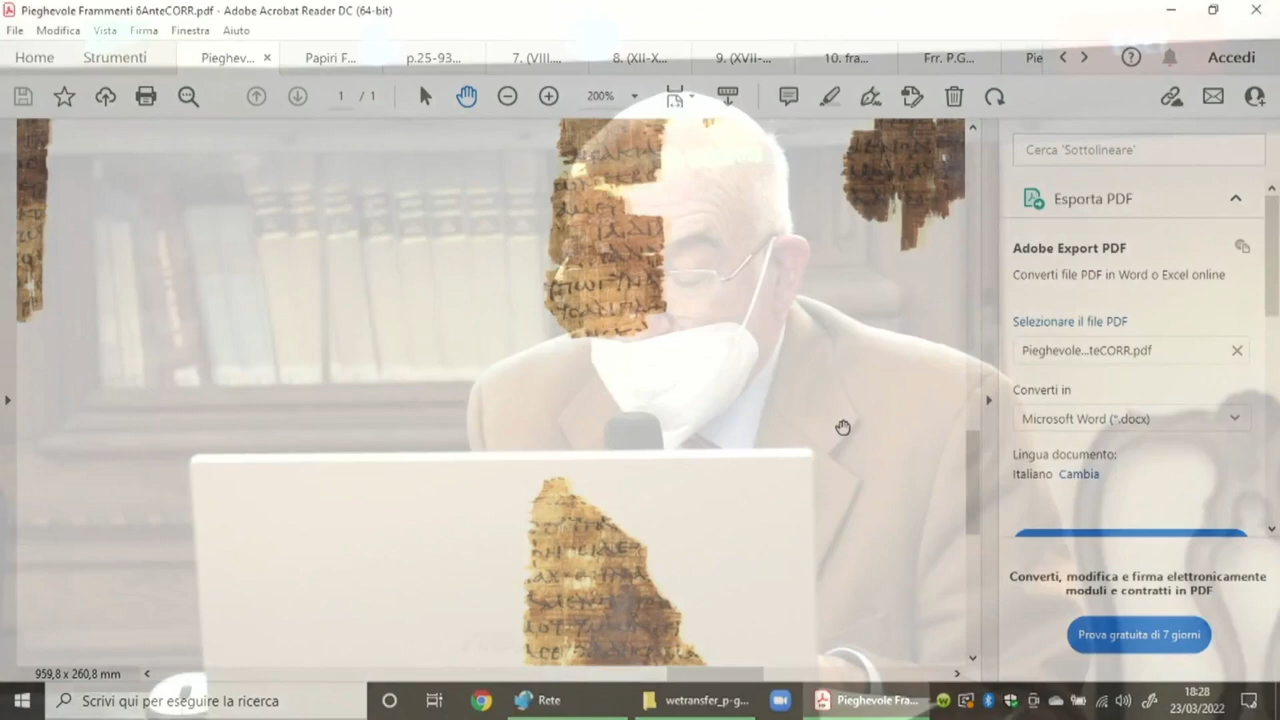 Pieghevole Frammenti 6AnteCORR.pdf - Adobe Acrobat Reader DC (64-bit)
File Modifica Vista Firma Finestra Aiuto
Home Strumenti Pieghev... Papiri F... p.25-93... 7. (VIII.... 8. (XII-X... 9. (XVII-... 10. fra... Frr. P.G... Pie Accedi
1 / 1 200%
Cerca 'Sottolineare'
Esporta PDF
Adobe Export PDF
Converti file PDF in Word o Excel online
Selezionare il file PDF
Pieghevole...teCORR.pdf
Converti in
Microsoft Word (*.docx)
Lingua documento:
Italiano Cambia
Converti, modifica e firma elettronicamente
moduli e contratti in PDF
Prova gratuita di 7 giorni
959,8 x 260,8 mm
Scrivi qui per eseguire la ricerca Rete wetransfer_p-g... Pieghevole Fra... 18:28
23/03/2022